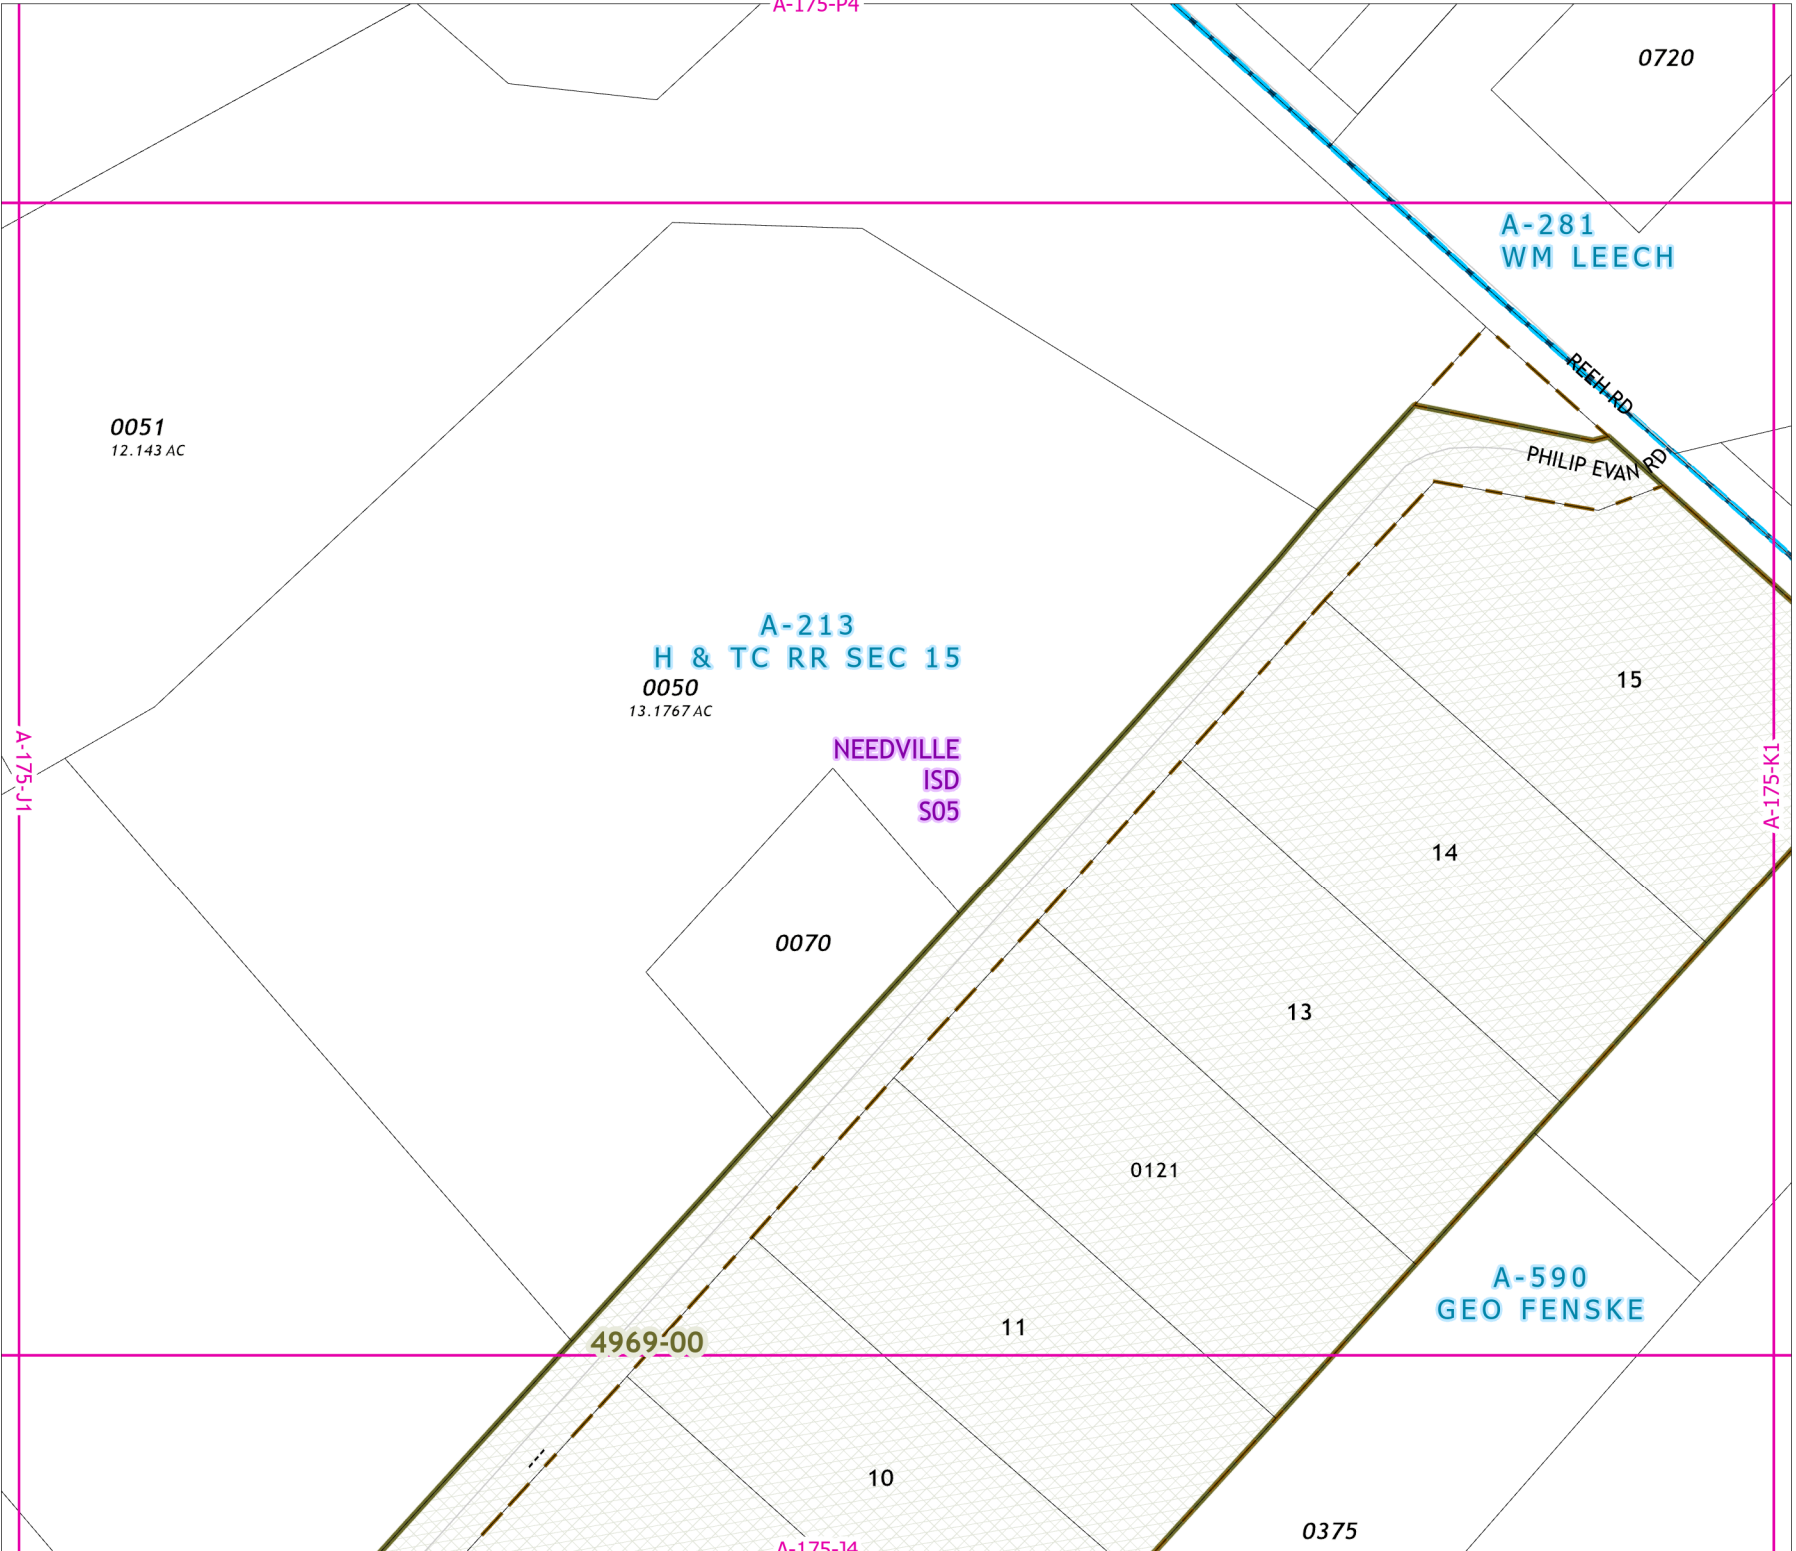 A-175-P4
0720
A-281
WM LEECH
REEH RD
PHILIP EVAN RD
0051
12.143 AC
A-213
H & TC RR SEC 15
0050
13.1767 AC
15
NEEDVILLE
ISD
S05
A-175-J1
A-175-K1
14
0070
13
0121
A-590
GEO FENSKE
11
4969-00
10
0375
A-175-J4